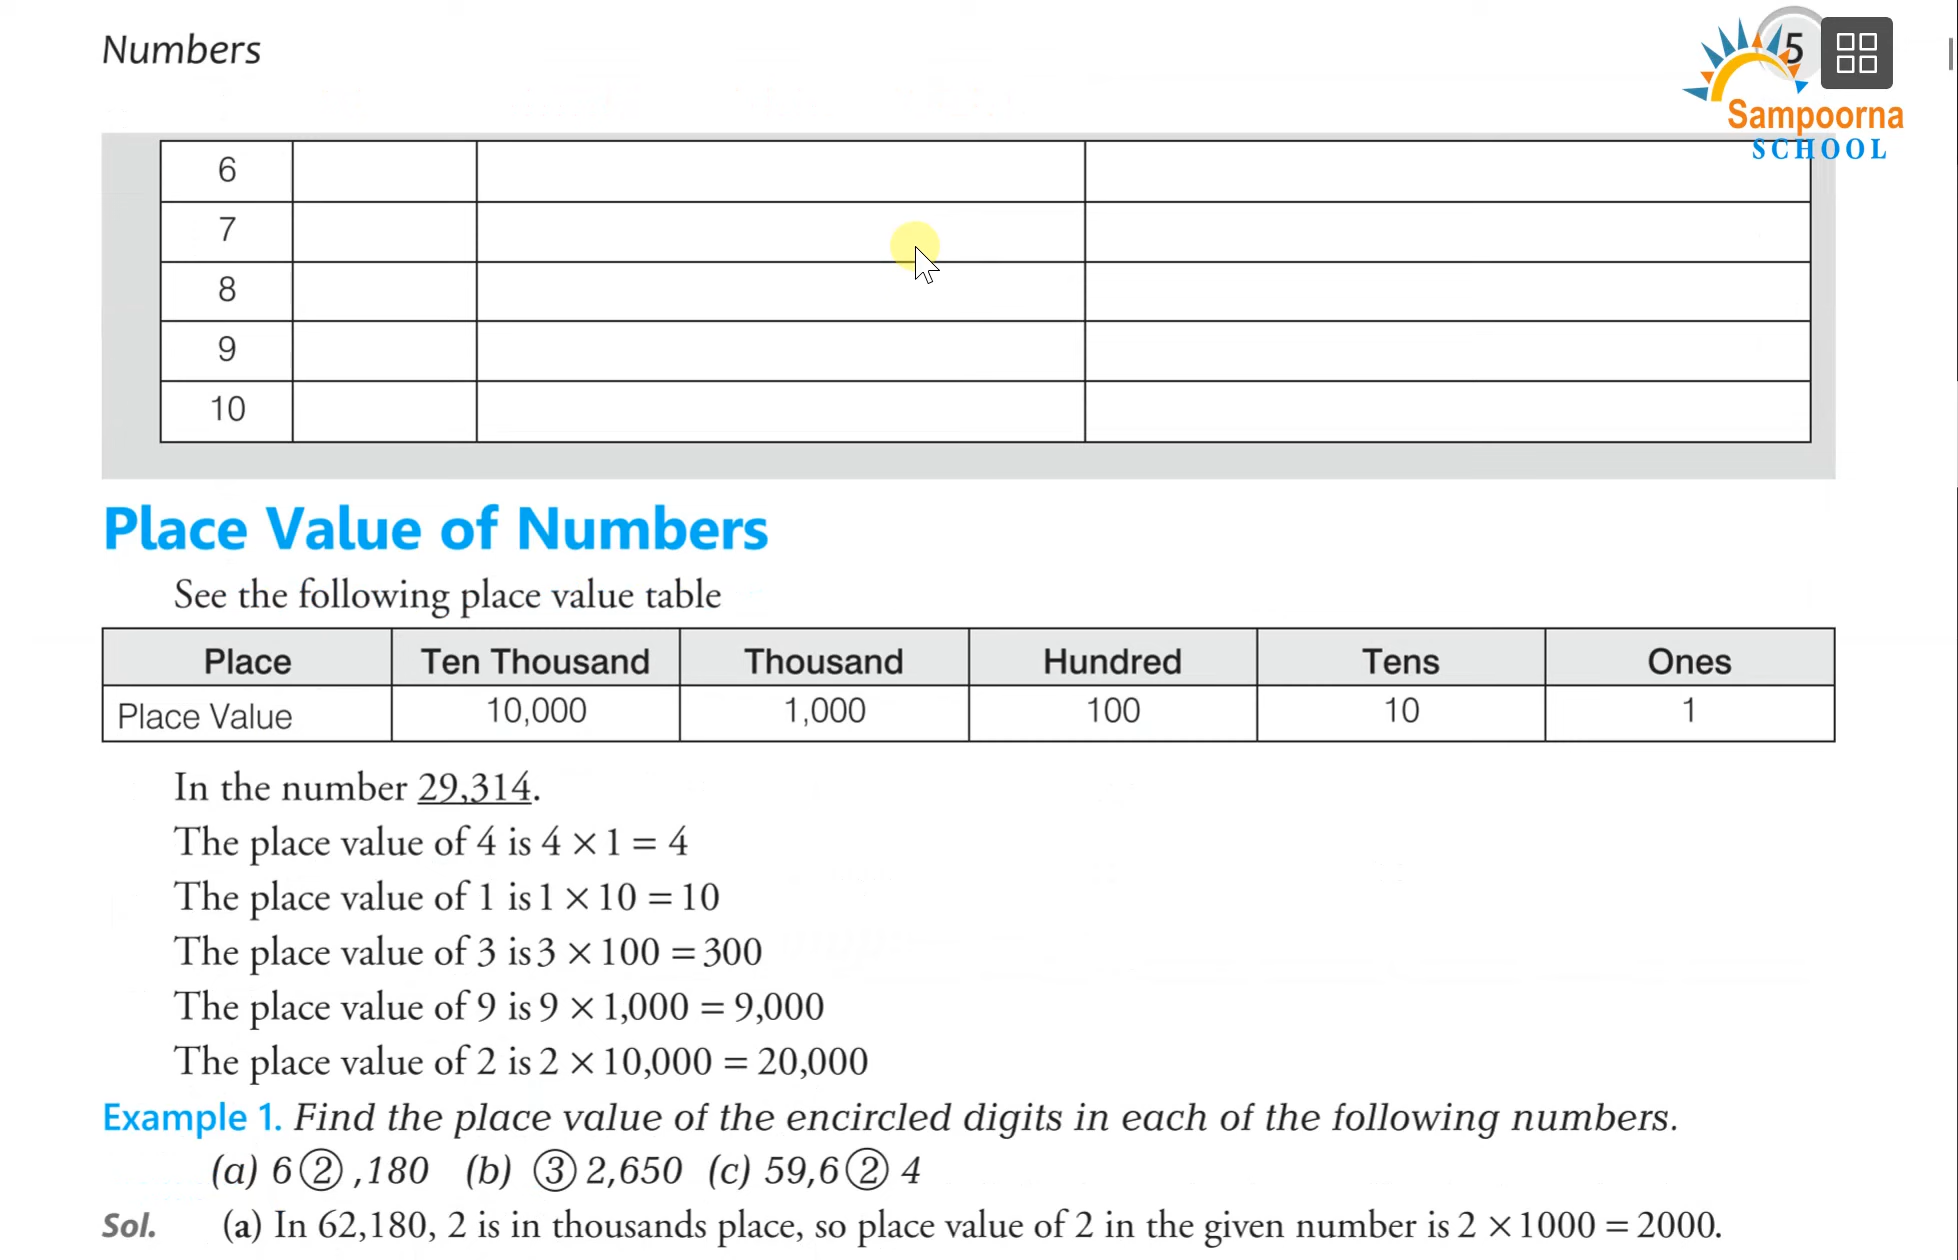 Numbers
5
Sampoorna
SCHOOL
6
7
8
9
10
Place Value of Numbers
See the following place value table
Place Ten Thousand Thousand Hundred Tens Ones
Place Value 10,000 1,000 100 10 1
In the number 29,314.
The place value of 4 is 4 × 1 = 4
The place value of 1 is 1 × 10 = 10
The place value of 3 is 3 × 100 = 300
The place value of 9 is 9 × 1,000 = 9,000
The place value of 2 is 2 × 10,000 = 20,000
Example 1. Find the place value of the encircled digits in each of the following numbers.
(a) 6②,180 (b) ③2,650 (c) 59,6②4
Sol. (a) In 62,180, 2 is in thousands place, so place value of 2 in the given number is 2 × 1000 = 2000.